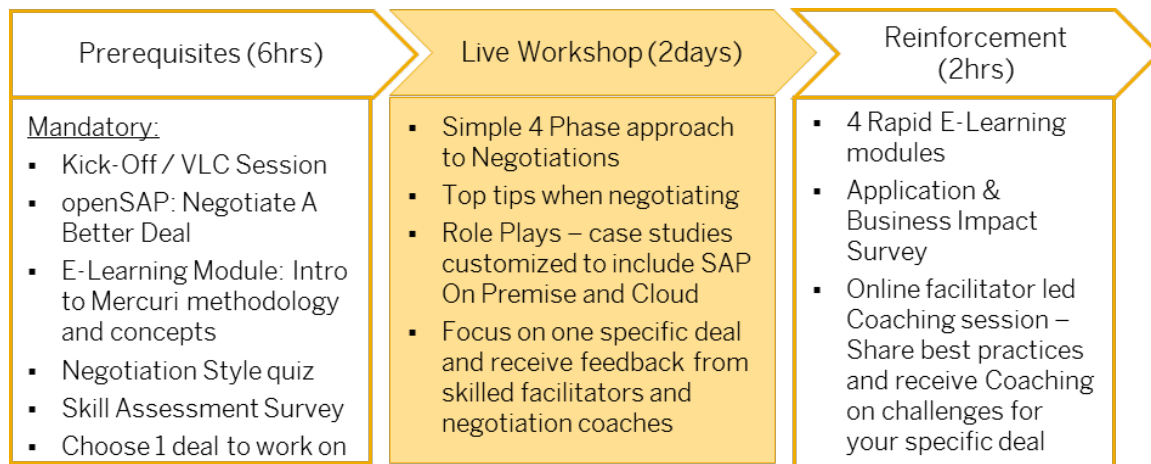 Prerequisites (6hrs)
Mandatory:
▪ Kick-Off / VLC Session
▪ openSAP: Negotiate A
Better Deal
▪ E-Learning Module: Intro
to Mercuri methodology
and concepts
▪ Negotiation Style quiz
▪ Skill Assessment Survey
▪ Choose 1 deal to work on
Live Workshop (2days)
▪ Simple 4 Phase approach
to Negotiations
▪ Top tips when negotiating
▪ Role Plays – case studies
customized to include SAP
On Premise and Cloud
▪ Focus on one specific deal
and receive feedback from
skilled facilitators and
negotiation coaches
Reinforcement
(2hrs)
▪ 4 Rapid E-Learning
modules
▪ Application &
Business Impact
Survey
▪ Online facilitator led
Coaching session –
Share best practices
and receive Coaching
on challenges for
your specific deal